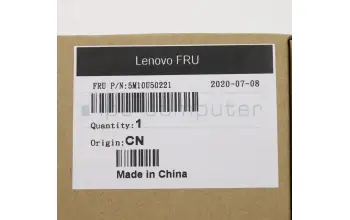 Lenovo FRU
FRU P/N:5M10U50221 2020-07-08
Quantity:1
Origin:CN
Made in China